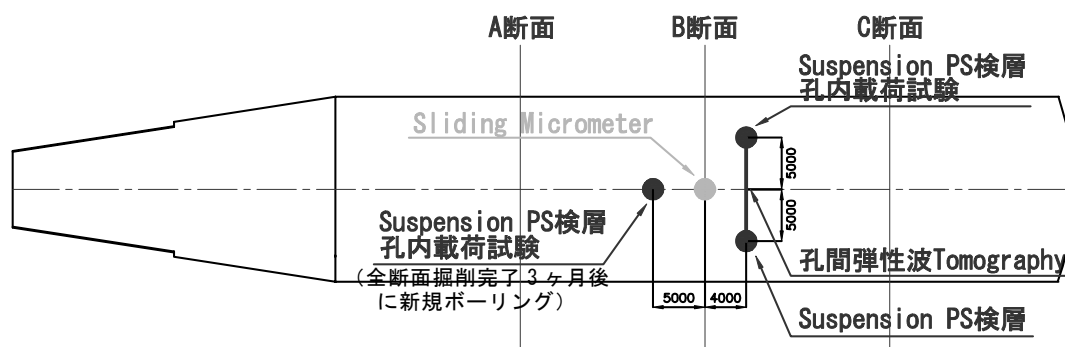 A断面
B断面
C断面
Suspension PS検層
孔内載荷試験
Sliding Micrometer
5000
5000
Suspension PS検層
孔内載荷試験
(全断面掘削完了3ヶ月後
に新規ボーリング)
5000
4000
孔間弾性波Tomography
Suspension PS検層